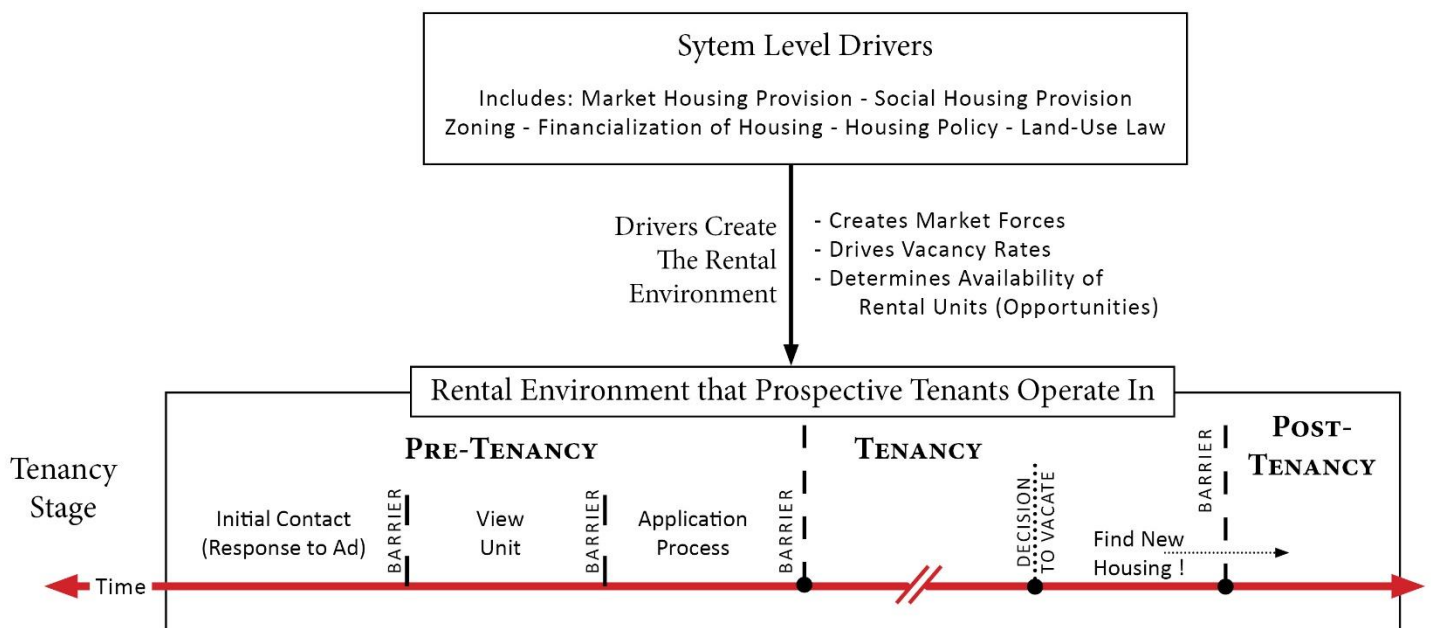 Sytem Level Drivers
Includes: Market Housing Provision - Social Housing Provision
Zoning - Financialization of Housing - Housing Policy - Land-Use Law
Drivers Create
The Rental
Environment
- Creates Market Forces
- Drives Vacancy Rates
- Determines Availability of
Rental Units (Opportunities)
Rental Environment that Prospective Tenants Operate In
Tenancy
Stage
PRE-TENANCY
TENANCY
POST-
TENANCY
Initial Contact
(Response to Ad)
BARRIER
View
Unit
BARRIER
Application
Process
BARRIER
DECISION
TO VACATE
Find New
Housing !
BARRIER
Time